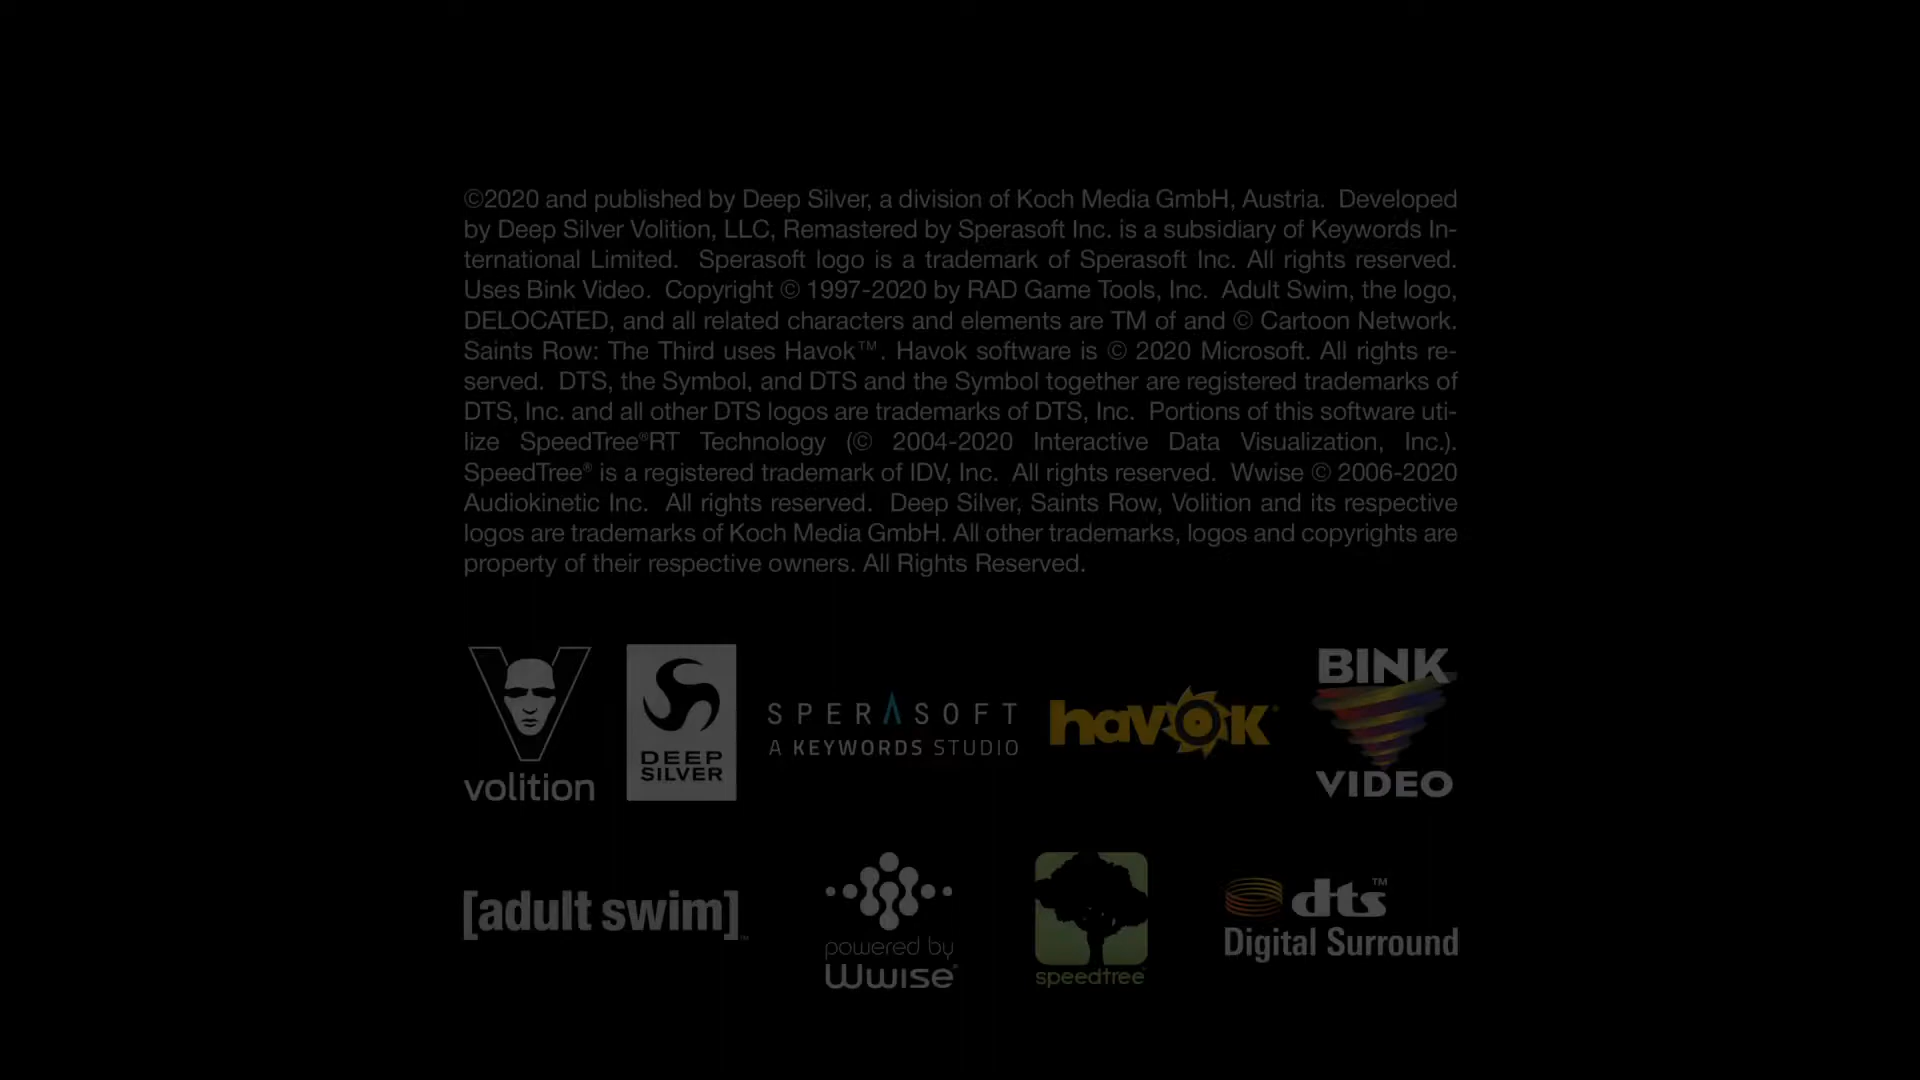 ©2020 and published by Deep Silver, a division of Koch Media GmbH, Austria.  Developed
by Deep Silver Volition, LLC, Remastered by Sperasoft Inc. is a subsidiary of Keywords In-
ternational Limited.  Sperasoft logo is a trademark of Sperasoft Inc. All rights reserved.
Uses Bink Video.  Copyright © 1997-2020 by RAD Game Tools, Inc.  Adult Swim, the logo,
DELOCATED, and all related characters and elements are TM of and © Cartoon Network.
Saints Row: The Third uses Havok™. Havok software is © 2020 Microsoft. All rights re-
served.  DTS, the Symbol, and DTS and the Symbol together are registered trademarks of
DTS, Inc. and all other DTS logos are trademarks of DTS, Inc.  Portions of this software uti-
lize SpeedTree®RT Technology (© 2004-2020 Interactive Data Visualization, Inc.).
SpeedTree® is a registered trademark of IDV, Inc.  All rights reserved.  Wwise © 2006-2020
Audiokinetic Inc.  All rights reserved.  Deep Silver, Saints Row, Volition and its respective
logos are trademarks of Koch Media GmbH. All other trademarks, logos and copyrights are
property of their respective owners. All Rights Reserved.
volition
DEEP
SILVER
SPERASOFT
A KEYWORDS STUDIO
havok
BINK
VIDEO
[adult swim]™
powered by
Wwise®
speedtree®
dts™
Digital Surround